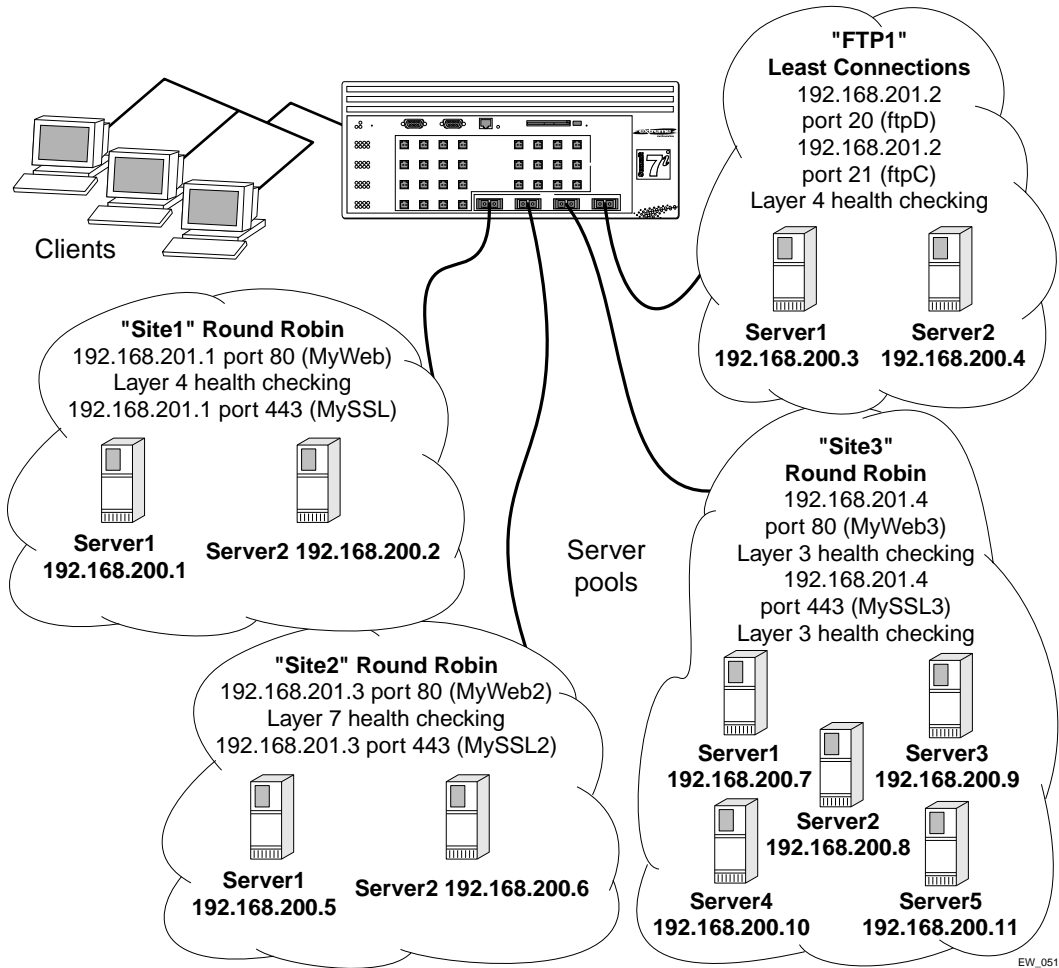 "FTP1"
Least Connections
192.168.201.2
port 20 (ftpD)
192.168.201.2
port 21 (ftpC)
Layer 4 health checking
Server1
192.168.200.3
Server2
192.168.200.4
7i
Clients
"Site1" Round Robin
192.168.201.1 port 80 (MyWeb)
Layer 4 health checking
192.168.201.1 port 443 (MySSL)
Server1
192.168.200.1
Server2 192.168.200.2
Server
pools
"Site2" Round Robin
192.168.201.3 port 80 (MyWeb2)
Layer 7 health checking
192.168.201.3 port 443 (MySSL2)
Server1
192.168.200.5
Server2 192.168.200.6
"Site3"
Round Robin
192.168.201.4
port 80 (MyWeb3)
Layer 3 health checking
192.168.201.4
port 443 (MySSL3)
Layer 3 health checking
Server1
192.168.200.7
Server2
192.168.200.8
Server3
192.168.200.9
Server4
192.168.200.10
Server5
192.168.200.11
EW_051